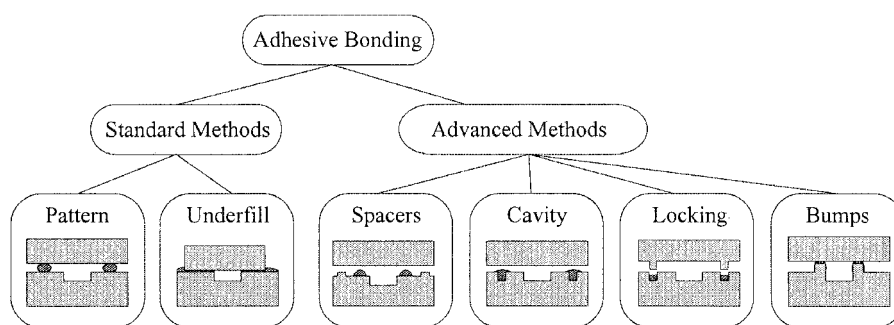 Adhesive Bonding
Standard Methods
Advanced Methods
Pattern
Underfill
Spacers
Cavity
Locking
Bumps